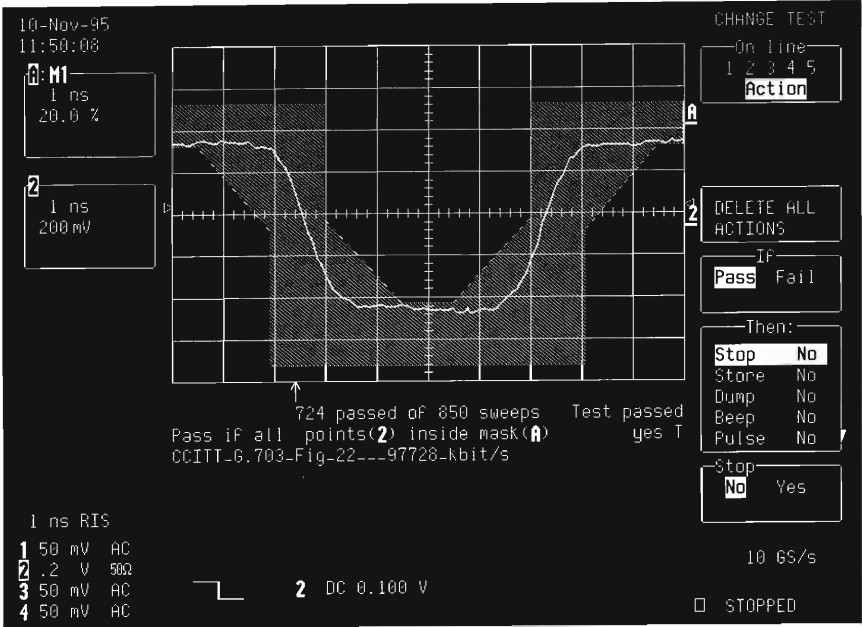 10-Nov-95
11:50:08
A:M1
1 ns
20.0 %
2
1 ns
200 mV
A
2
724 passed of 850 sweeps Test passed
Pass if all points(2) inside mask(A) yes T
CCITT_G.703_Fig_22___97728_kbit/s
1 ns RIS
1 50 mV AC
2 .2 V 50Ω
3 50 mV AC
4 50 mV AC
2 DC 0.100 V
CHANGE TEST
On line
1 2 3 4 5
Action
DELETE ALL
ACTIONS
If
Pass Fail
Then:
Stop No
Store No
Dump No
Beep No
Pulse No
Stop
No Yes
10 GS/s
STOPPED